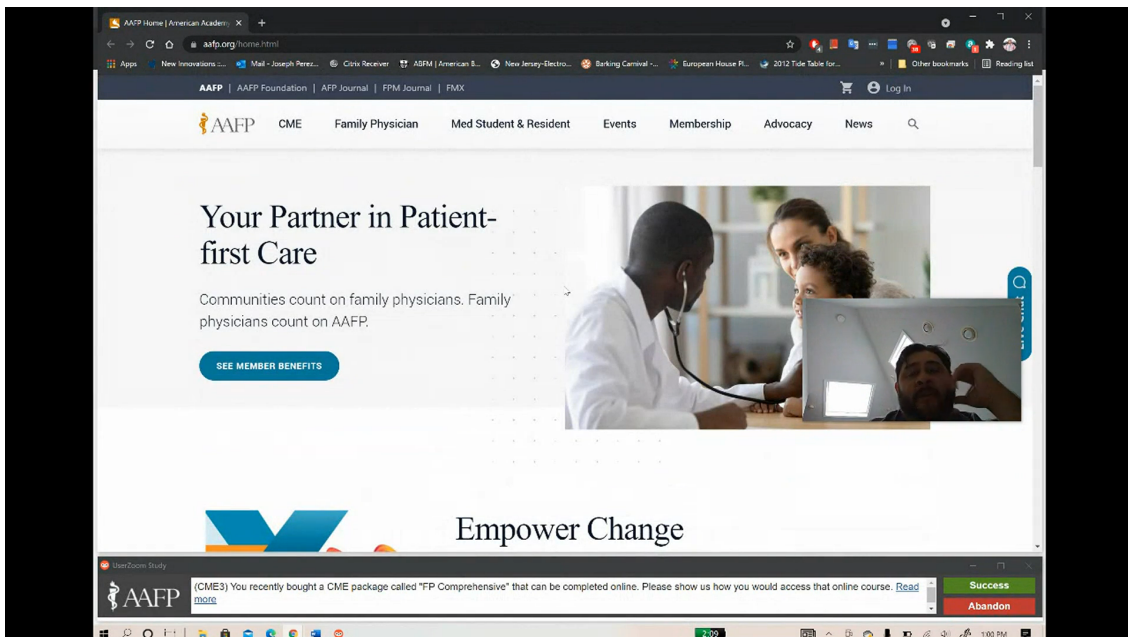 AAFP Home | American Academy
aafp.org/home.html
Apps New Innovations :... Mail - Joseph Perez... Citrix Receiver ABFM | American B... New Jersey-Electro... Barking Carnival -... European House Pl... 2012 Tide Table for... » Other bookmarks Reading list
AAFP | AAFP Foundation | AFP Journal | FPM Journal | FMX Log In
AAFP CME Family Physician Med Student & Resident Events Membership Advocacy News
Your Partner in Patient-
first Care
Communities count on family physicians. Family
physicians count on AAFP.
SEE MEMBER BENEFITS
Live Chat
Empower Change
UserZoom Study
AAFP
(CME3) You recently bought a CME package called "FP Comprehensive" that can be completed online. Please show us how you would access that online course. Read
more
Success
Abandon
2:09
1:00 PM